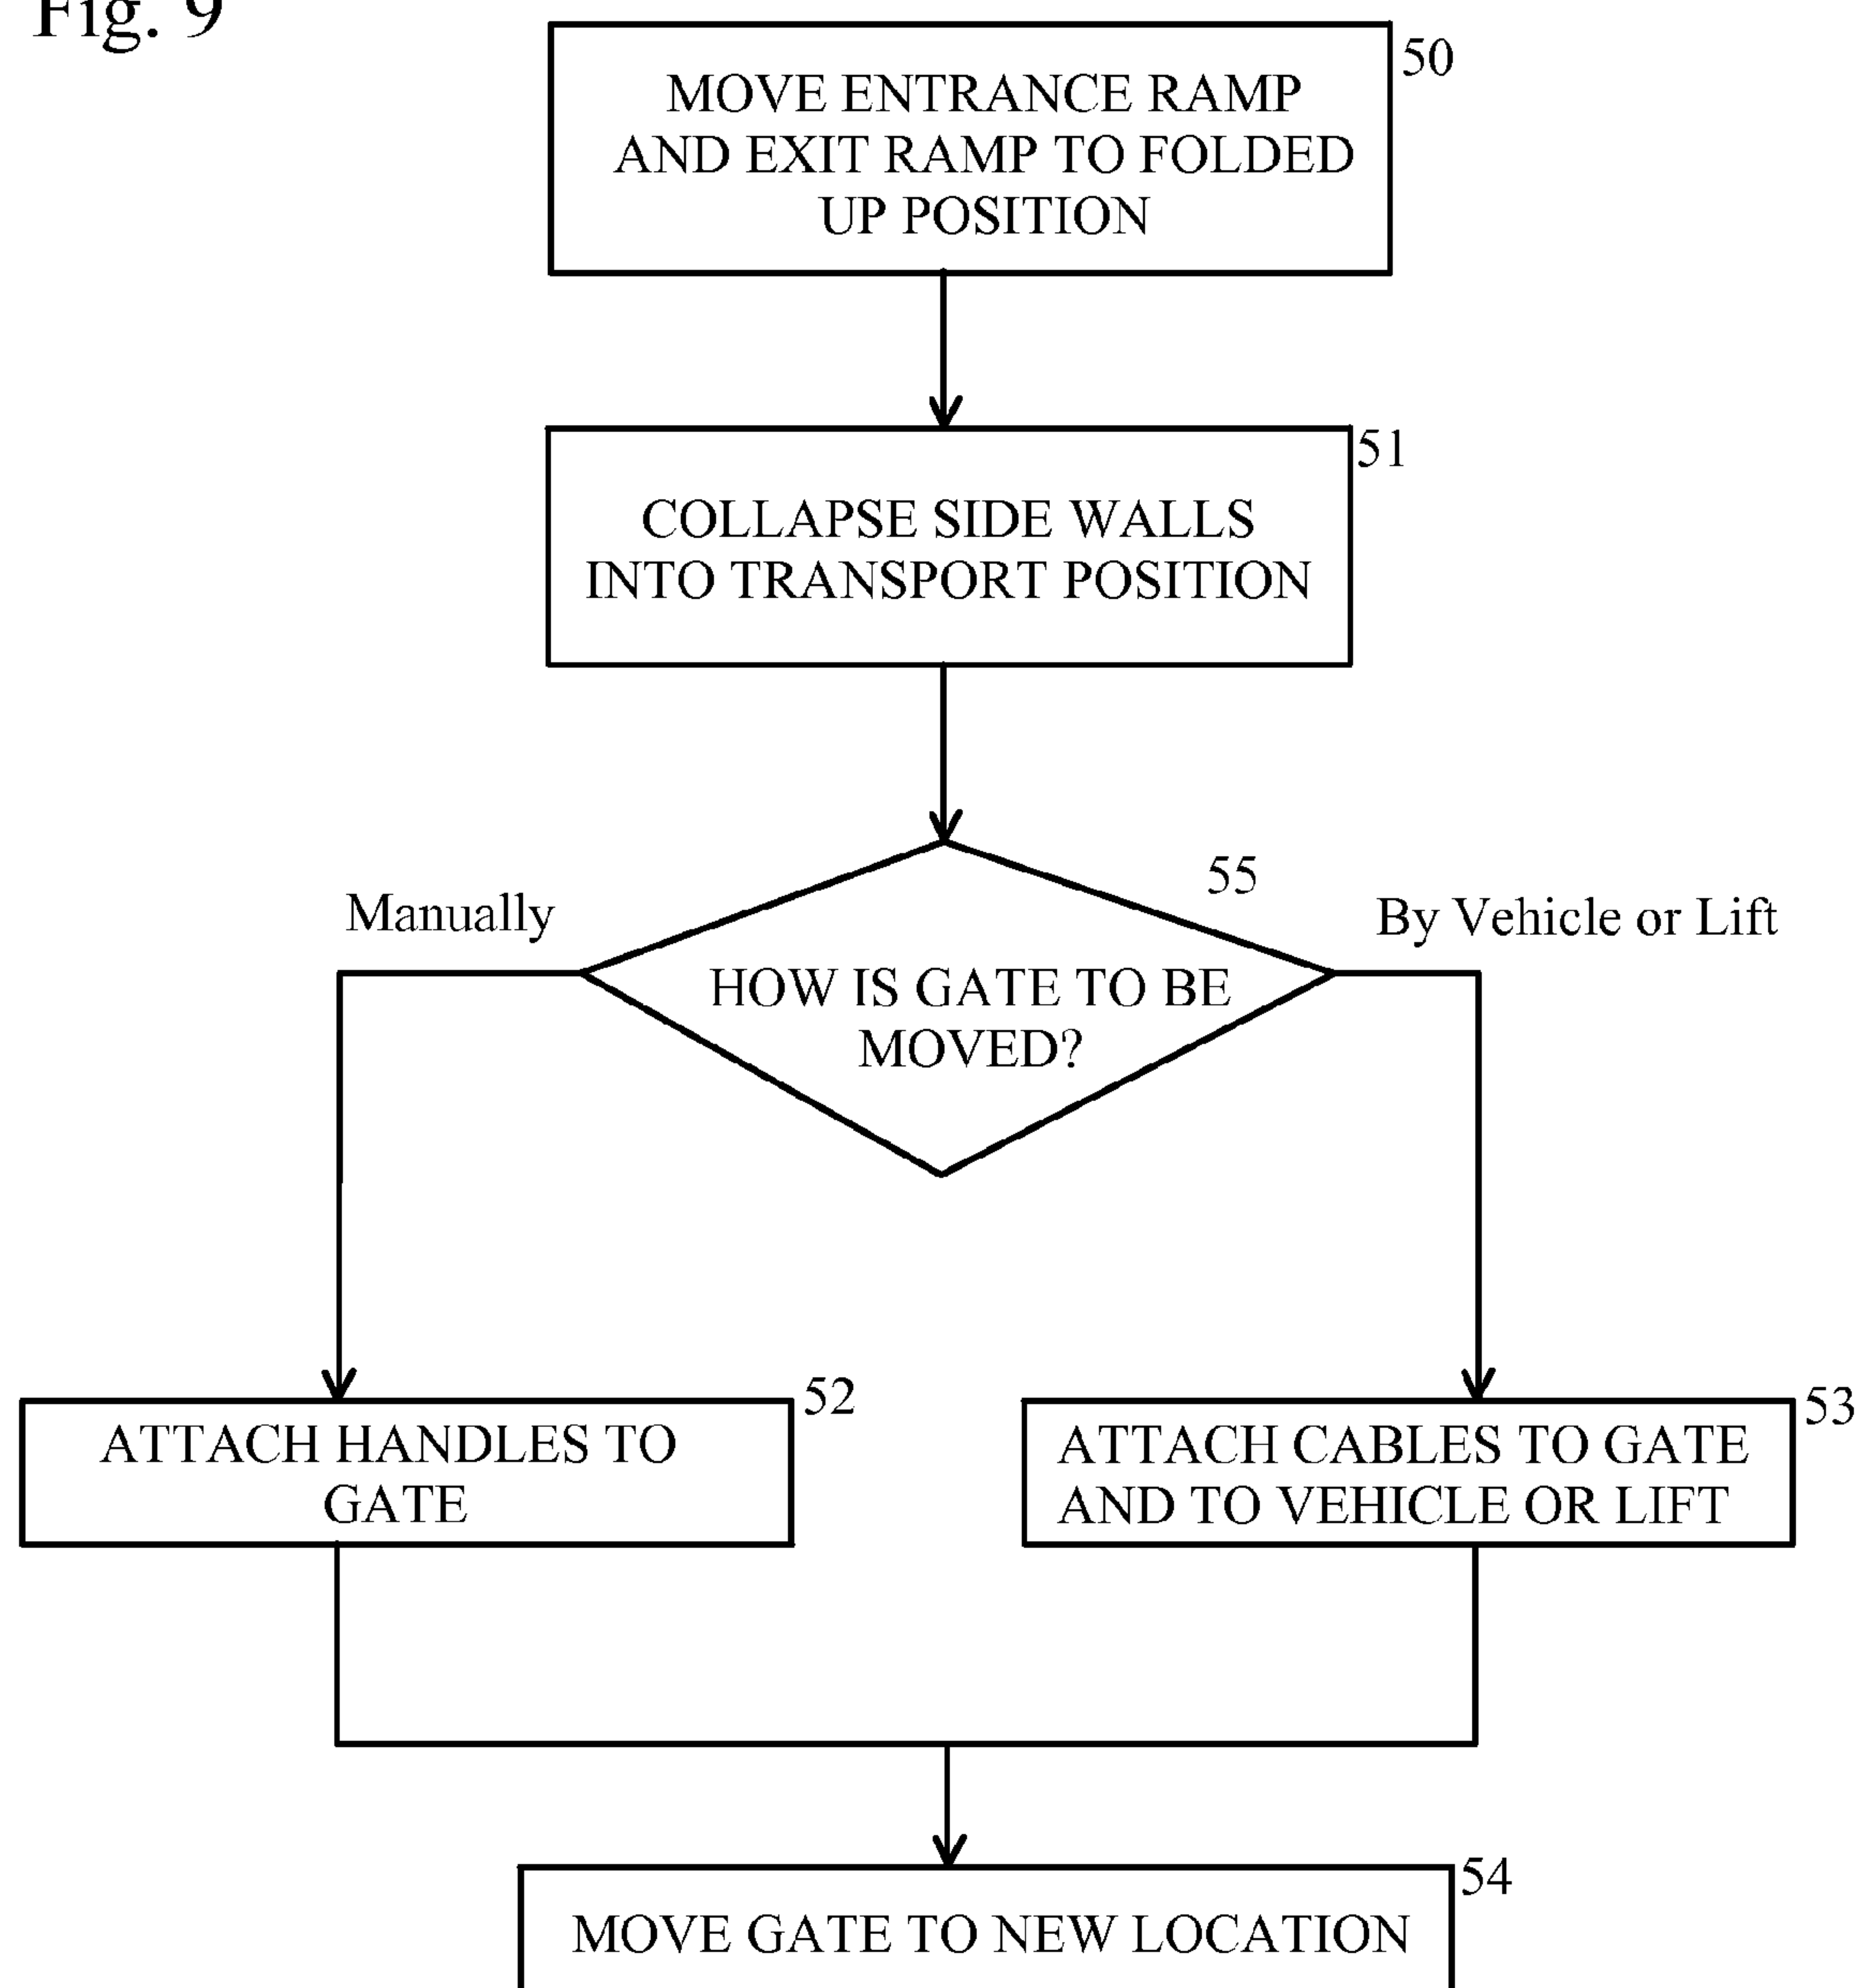 Fig. 9
50
MOVE ENTRANCE RAMP
AND EXIT RAMP TO FOLDED
UP POSITION
51
COLLAPSE SIDE WALLS
INTO TRANSPORT POSITION
55
Manually
By Vehicle or Lift
HOW IS GATE TO BE
MOVED?
52
ATTACH HANDLES TO
GATE
53
ATTACH CABLES TO GATE
AND TO VEHICLE OR LIFT
54
MOVE GATE TO NEW LOCATION